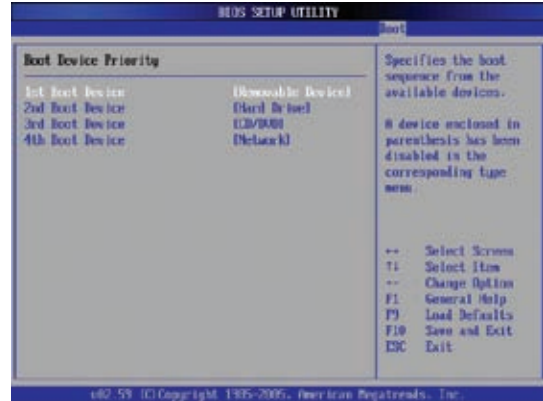 BIOS SETUP UTILITY
Boot
Boot Device Priority
1st Boot Device [Removable Device]
2nd Boot Device [Hard Drive]
3rd Boot Device [CD/DVD]
4th Boot Device [Network]
Specifies the boot
sequence from the
available devices.
A device enclosed in
parenthesis has been
disabled in the
corresponding type
menu.
↔ Select Screen
↑↓ Select Item
+- Change Option
F1 General Help
F9 Load Defaults
F10 Save and Exit
ESC Exit
v02.59 (C)Copyright 1985-2005, American Megatrends, Inc.